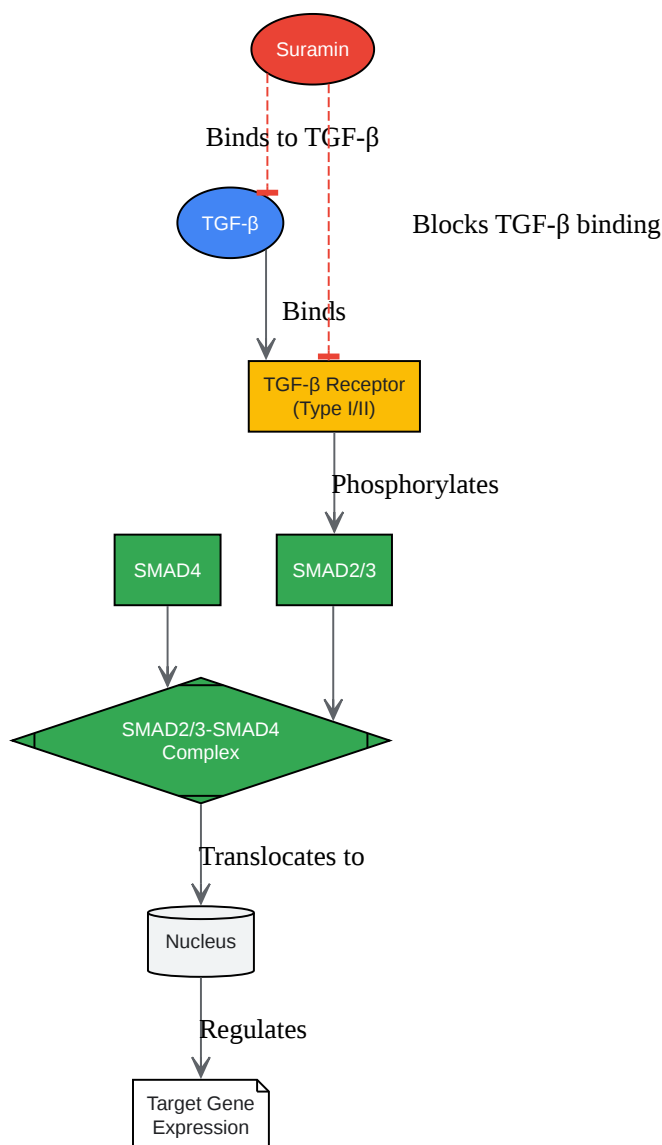 Suramin
Binds to TGF-β
TGF-β
Blocks TGF-β binding
Binds
TGF-β Receptor
(Type I/II)
Phosphorylates
SMAD4
SMAD2/3
SMAD2/3-SMAD4
Complex
Translocates to
Nucleus
Regulates
Target Gene
Expression